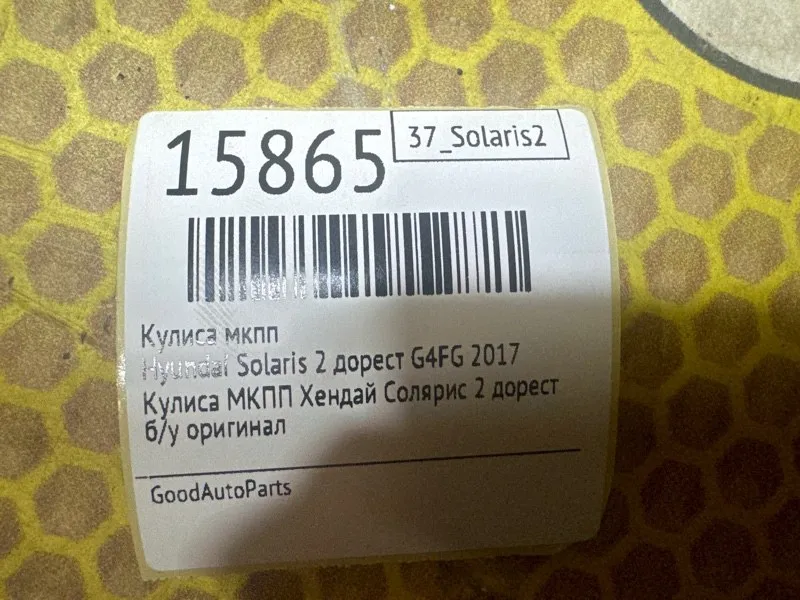 15865
37_Solaris2
Кулиса мкпп
Hyundai Solaris 2 дорест G4FG 2017
Кулиса МКПП Хендай Солярис 2 дорест
б/у оригинал
GoodAutoParts